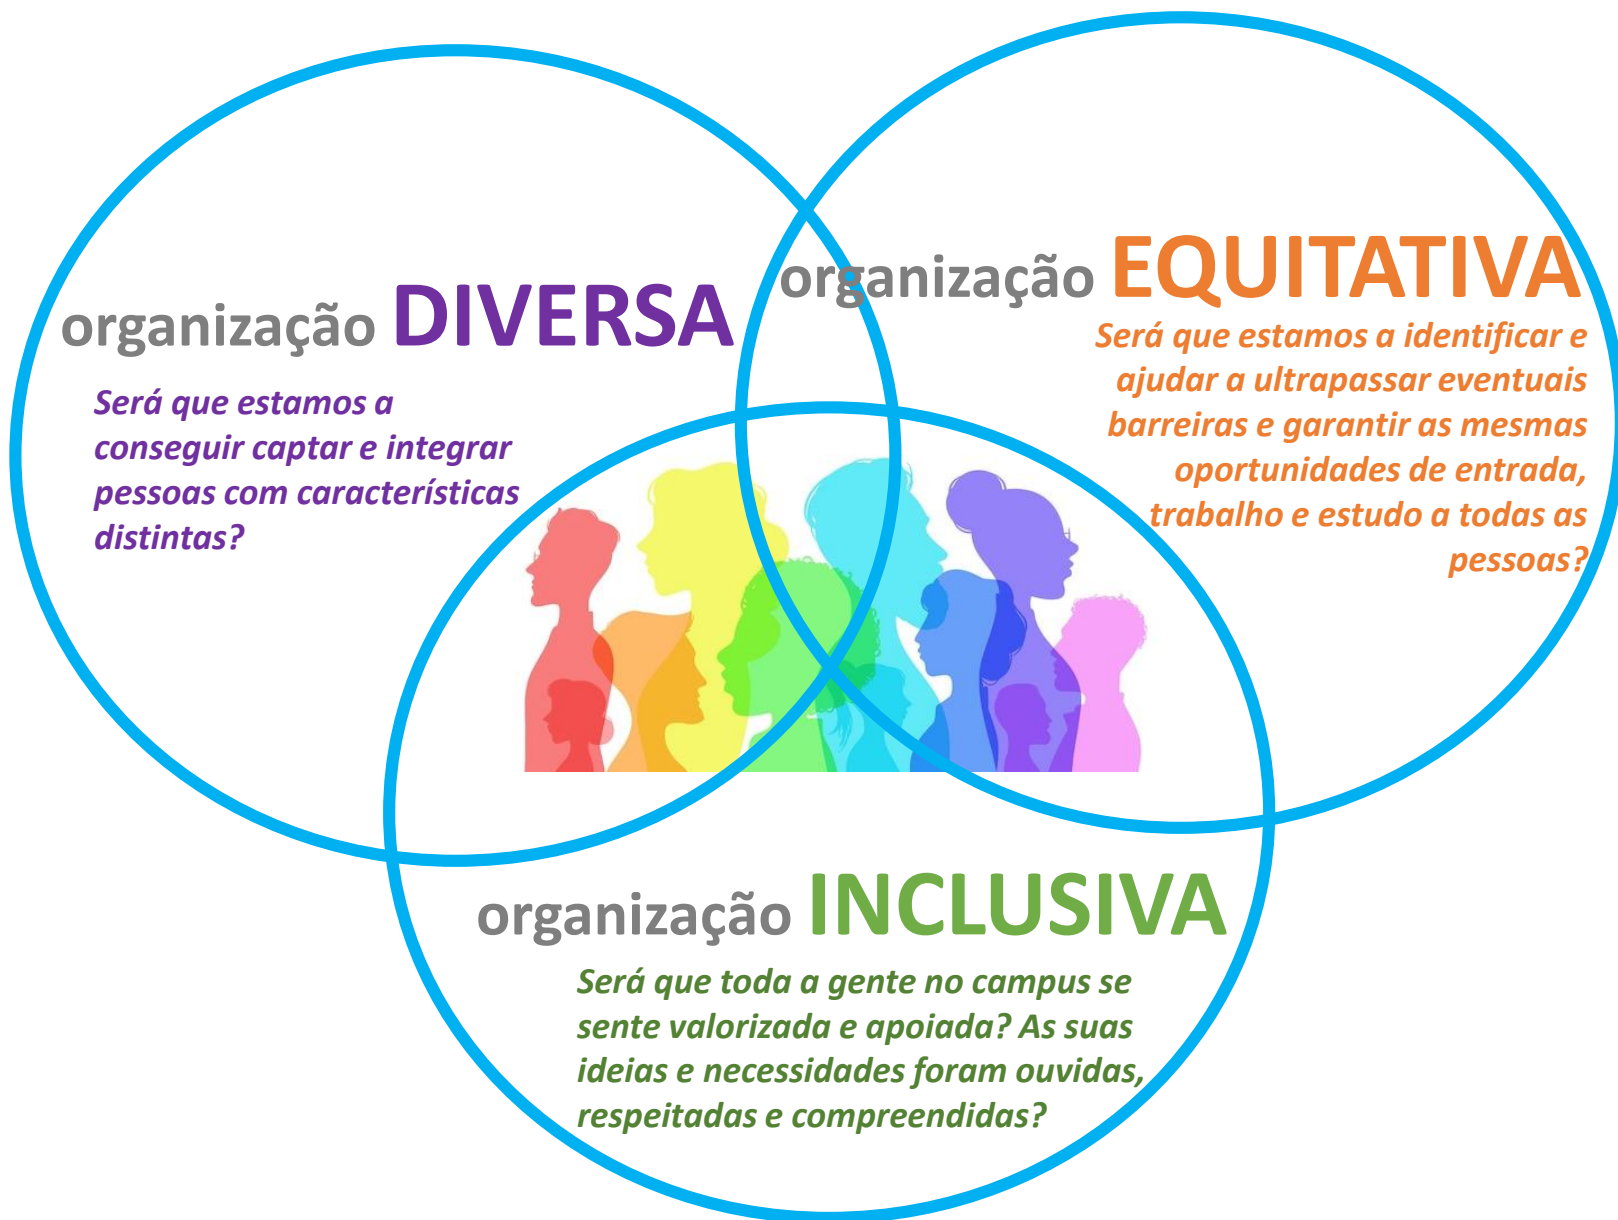 organização DIVERSA
Será que estamos a
conseguir captar e integrar
pessoas com características
distintas?
organização EQUITATIVA
Será que estamos a identificar e
ajudar a ultrapassar eventuais
barreiras e garantir as mesmas
oportunidades de entrada,
trabalho e estudo a todas as
pessoas?
organização INCLUSIVA
Será que toda a gente no campus se
sente valorizada e apoiada? As suas
ideias e necessidades foram ouvidas,
respeitadas e compreendidas?